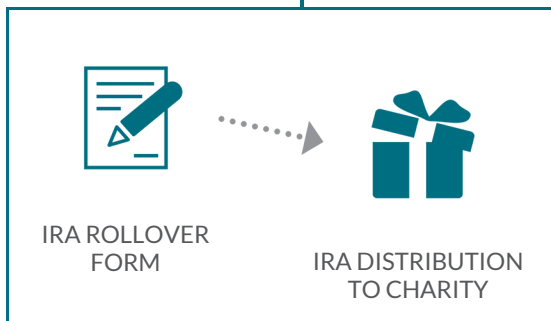 IRA ROLLOVER
FORM
IRA DISTRIBUTION
TO CHARITY